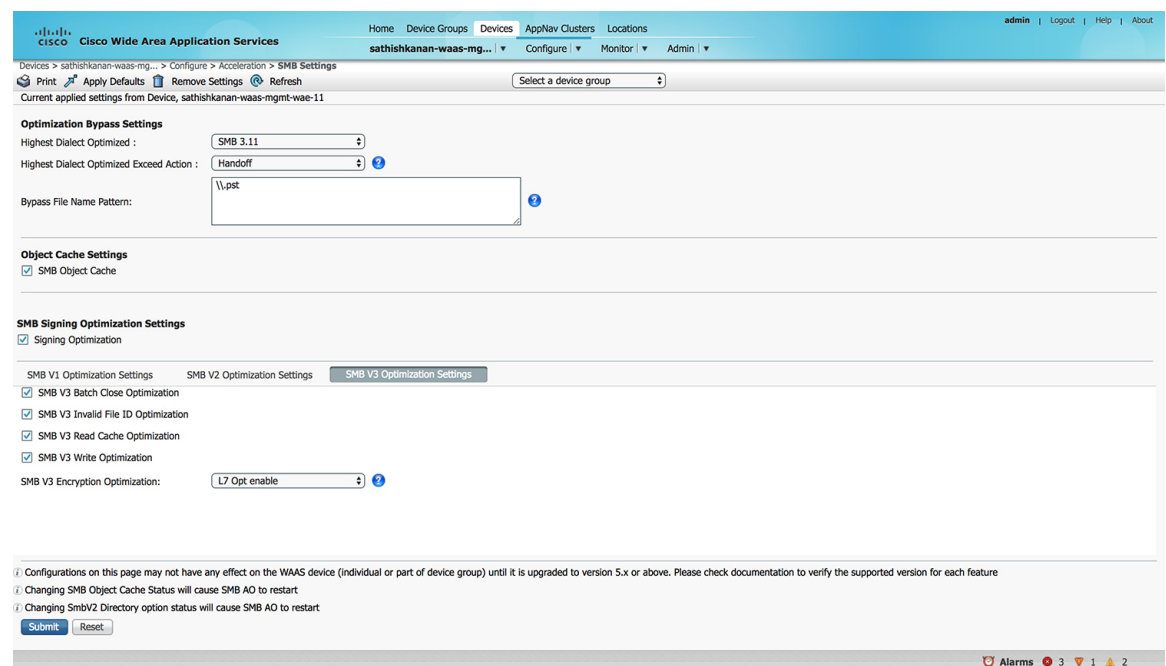 admin | Logout | Help | About
cisco Cisco Wide Area Application Services
Home Device Groups Devices AppNav Clusters Locations
sathishkanan-waas-mg... Configure Monitor Admin
Devices > sathishkanan-waas-mg... > Configure > Acceleration > SMB Settings
Print Apply Defaults Remove Settings Refresh Select a device group
Current applied settings from Device, sathishkanan-waas-mgmt-wae-11
Optimization Bypass Settings
Highest Dialect Optimized : SMB 3.11
Highest Dialect Optimized Exceed Action : Handoff
\\.pst
Bypass File Name Pattern:
Object Cache Settings
SMB Object Cache
SMB Signing Optimization Settings
Signing Optimization
SMB V1 Optimization Settings SMB V2 Optimization Settings SMB V3 Optimization Settings
SMB V3 Batch Close Optimization
SMB V3 Invalid File ID Optimization
SMB V3 Read Cache Optimization
SMB V3 Write Optimization
SMB V3 Encryption Optimization: L7 Opt enable
Configurations on this page may not have any effect on the WAAS device (individual or part of device group) until it is upgraded to version 5.x or above. Please check documentation to verify the supported version for each feature
Changing SMB Object Cache Status will cause SMB AO to restart
Changing SmbV2 Directory option status will cause SMB AO to restart
Submit Reset
Alarms 3 1 2